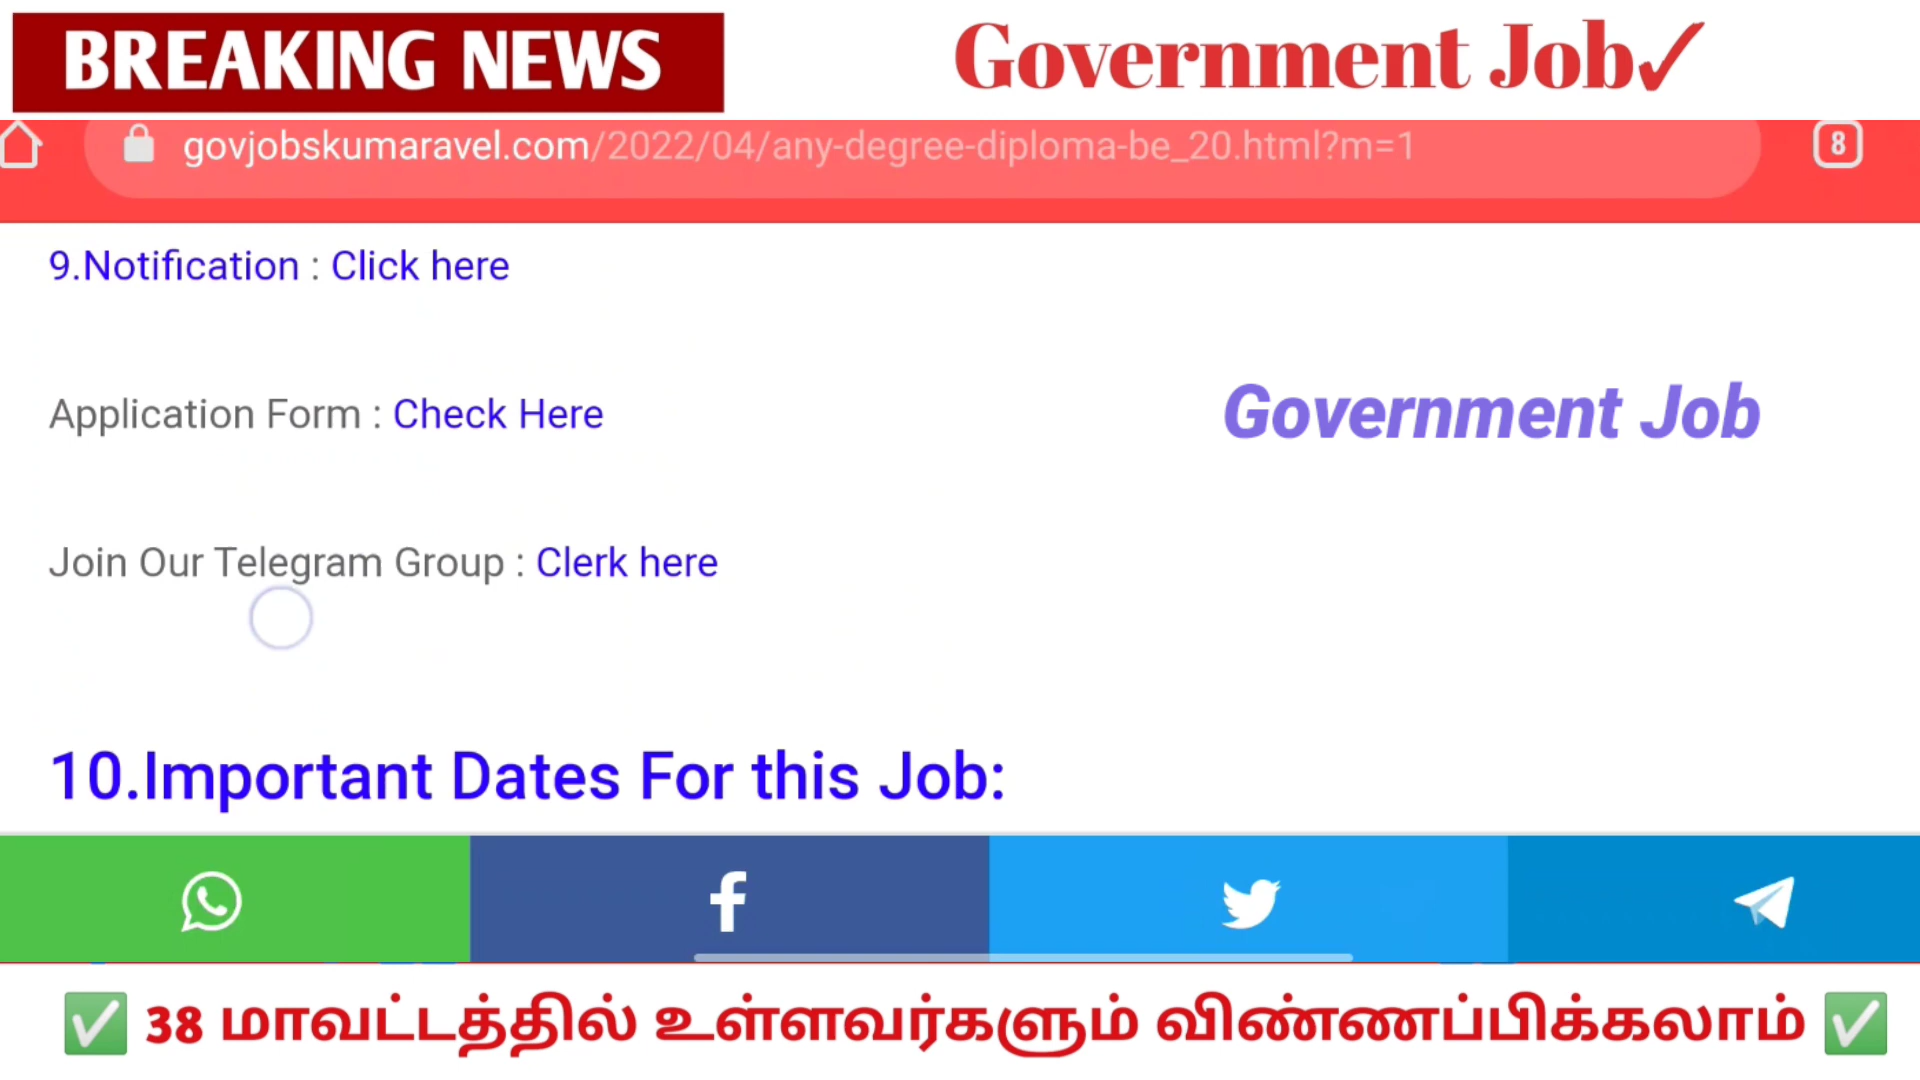 BREAKING NEWS
Government Job✓
govjobskumaravel.com/2022/04/any-degree-diploma-be_20.html?m=1
8
9.Notification : Click here
Application Form : Check Here
Government Job
Join Our Telegram Group : Clerk here
10.Important Dates For this Job:
✅ 38 மாவட்டத்தில் உள்ளவர்களும் விண்ணப்பிக்கலாம் ✅